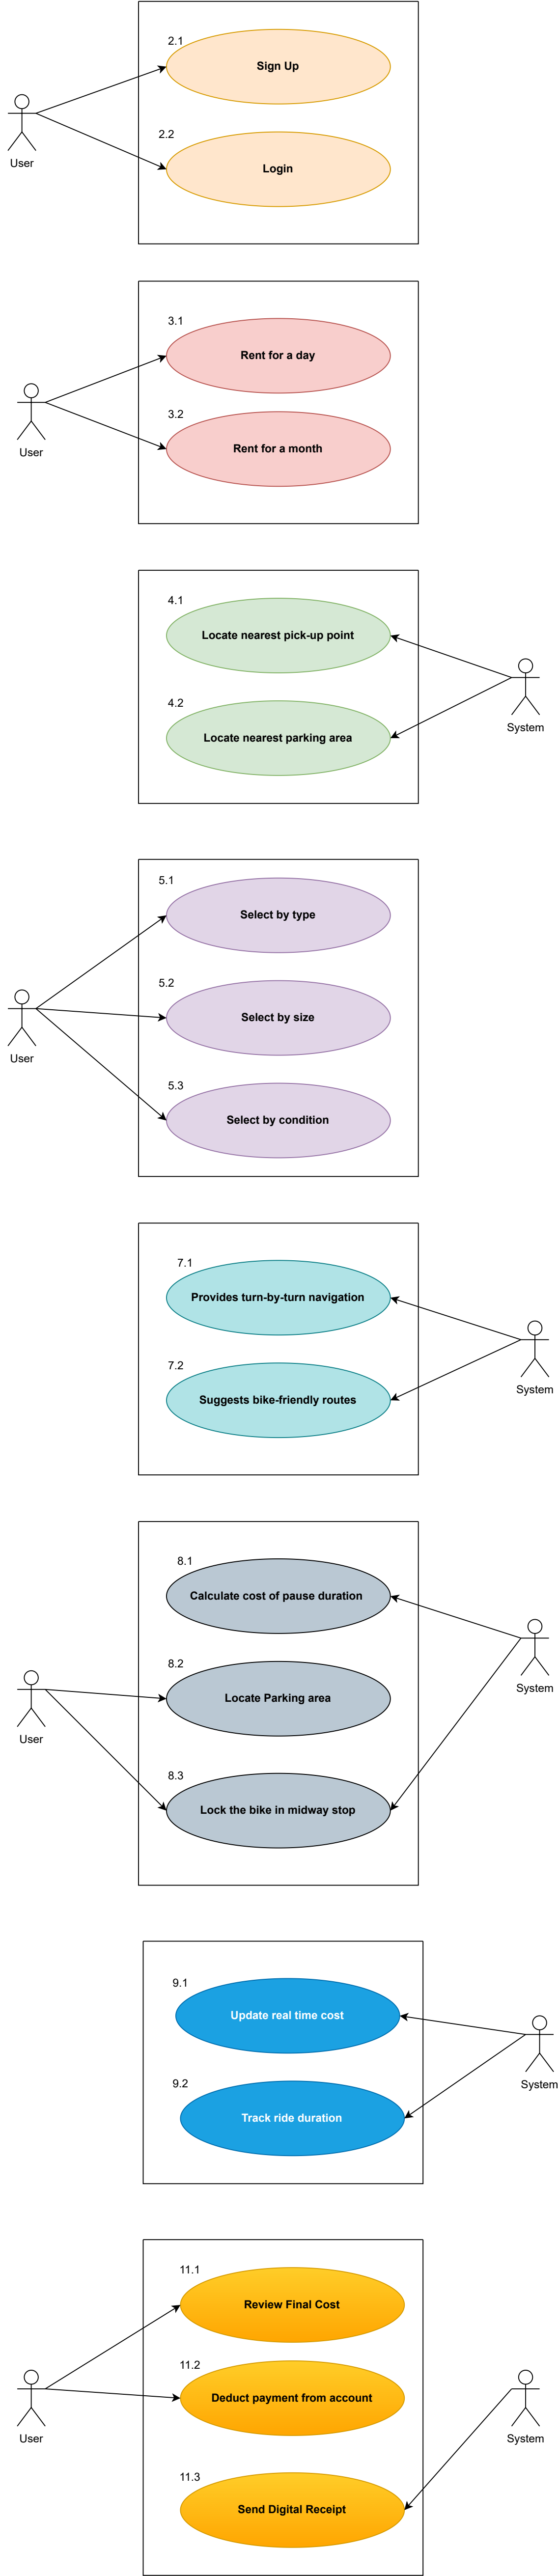 2.1
Sign Up
2.2
Login
User
3.1
Rent for a day
3.2
Rent for a month
User
4.1
Locate nearest pick-up point
4.2
Locate nearest parking area
System
5.1
Select by type
5.2
Select by size
User
5.3
Select by condition
7.1
Provides turn-by-turn navigation
7.2
Suggests bike-friendly routes
System
8.1
Calculate cost of pause duration
8.2
System
Locate Parking area
User
8.3
Lock the bike in midway stop
9.1
Update real time cost
9.2
System
Track ride duration
11.1
Review Final Cost
11.2
Deduct payment from account
User
System
11.3
Send Digital Receipt